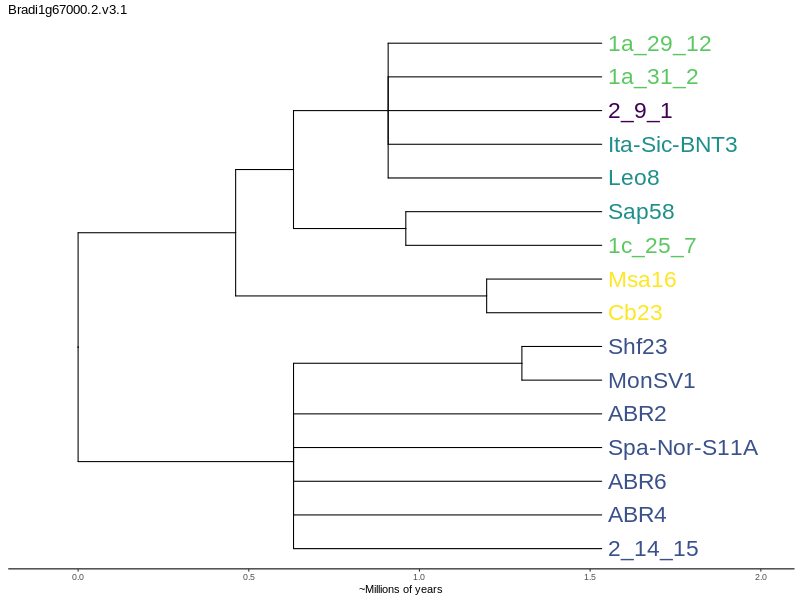 Bradi1g67000.2.v3.1
1a_29_12
1a_31_2
2_9_1
Ita-Sic-BNT3
Leo8
Sap58
1c_25_7
Msa16
Cb23
Shf23
MonSV1
ABR2
Spa-Nor-S11A
ABR6
ABR4
2_14_15
0.0 0.5 1.0 1.5 2.0
~Millions of years